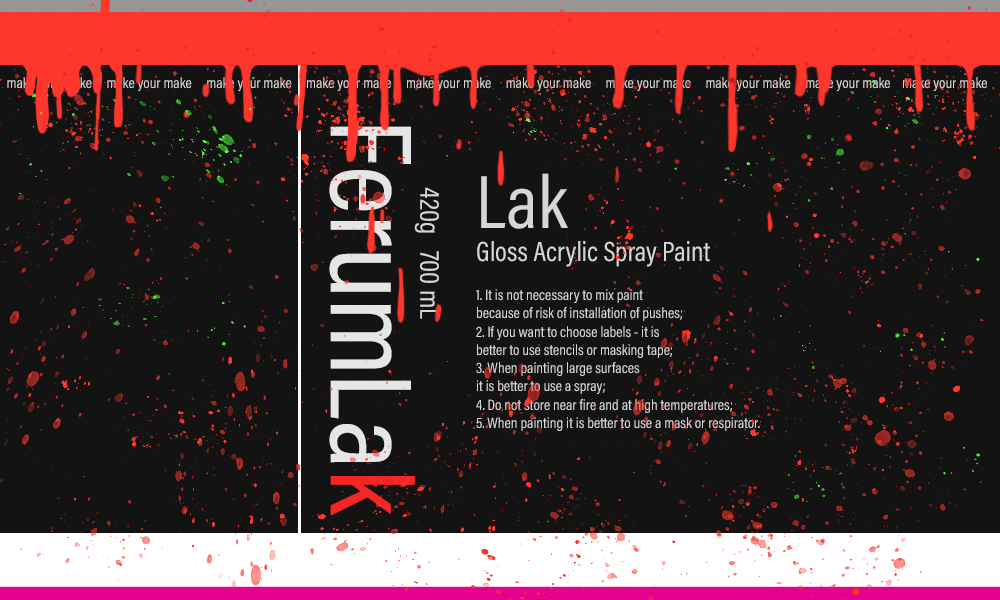 make your make make your make make your make make your make make your make make your make make your make make your make make your make make your make
FerumLak
420g 700 mL
Lak
Gloss Acrylic Spray Paint
1. It is not necessary to mix paint
because of risk of installation of pushes;
2. If you want to choose labels - it is
better to use stencils or masking tape;
3. When painting large surfaces
it is better to use a spray;
4. Do not store near fire and at high temperatures;
5. When painting it is better to use a mask or respirator.